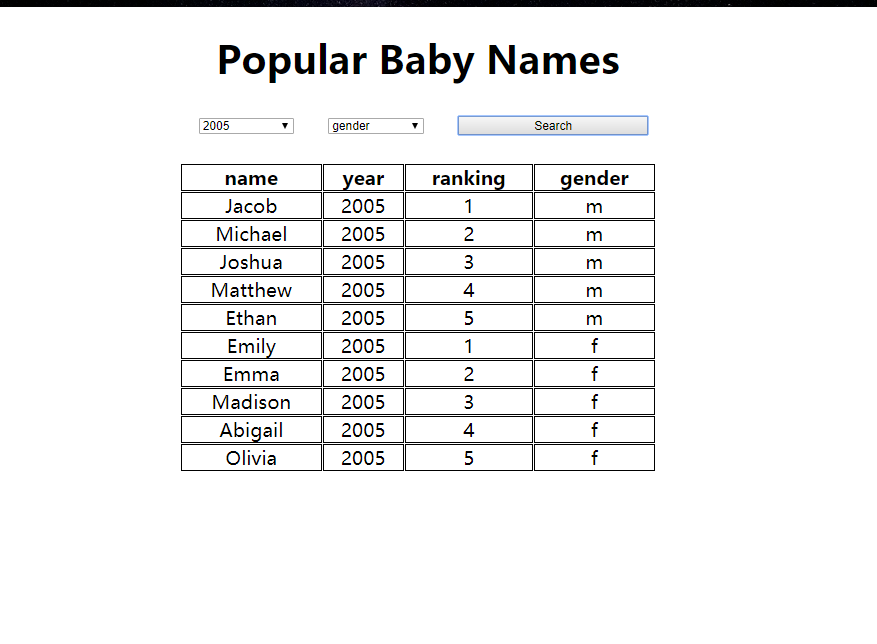 Popular Baby Names
2005 gender Search
name year ranking gender
Jacob 2005 1 m
Michael 2005 2 m
Joshua 2005 3 m
Matthew 2005 4 m
Ethan 2005 5 m
Emily 2005 1 f
Emma 2005 2 f
Madison 2005 3 f
Abigail 2005 4 f
Olivia 2005 5 f